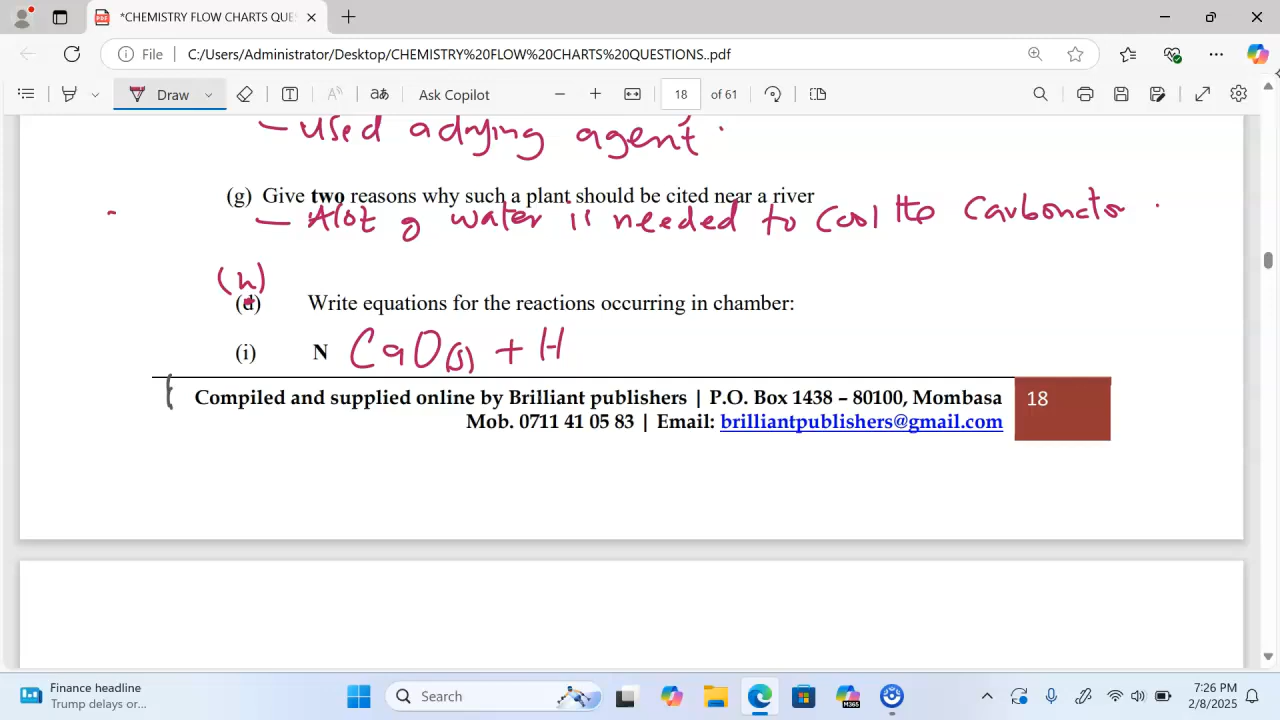 *CHEMISTRY FLOW CHARTS QUE
File C:/Users/Administrator/Desktop/CHEMISTRY%20FLOW%20CHARTS%20QUESTIONS..pdf
Draw Ask Copilot 18 of 61
- Used adrying agent.
(g) Give two reasons why such a plant should be cited near a river
- Alot of water is needed to cool the Carbonator.
(h)
(d) Write equations for the reactions occurring in chamber:
(i) N CaO(s) + H
Compiled and supplied online by Brilliant publishers | P.O. Box 1438 – 80100, Mombasa 18
Mob. 0711 41 05 83 | Email: brilliantpublishers@gmail.com
Finance headline
Trump delays or...
Search
M365
7:26 PM
2/8/2025